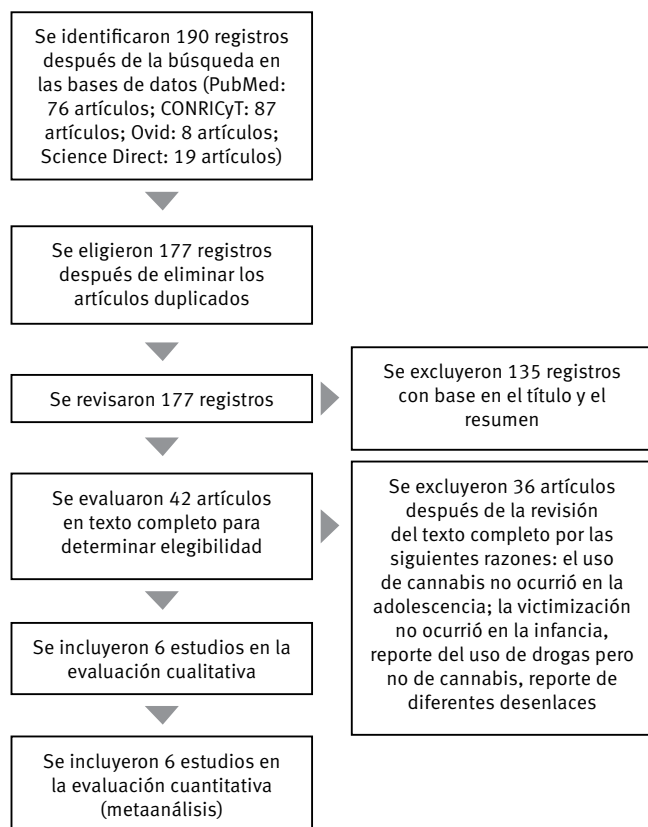 Se identificaron 190 registros
después de la búsqueda en
las bases de datos (PubMed:
76 artículos; CONRICyT: 87
artículos; Ovid: 8 artículos;
Science Direct: 19 artículos)
Se eligieron 177 registros
después de eliminar los
artículos duplicados
Se revisaron 177 registros
Se excluyeron 135 registros
con base en el título y el
resumen
Se evaluaron 42 artículos
en texto completo para
determinar elegibilidad
Se excluyeron 36 artículos
después de la revisión
del texto completo por las
siguientes razones: el uso
de cannabis no ocurrió en la
adolescencia; la victimización
no ocurrió en la infancia,
reporte del uso de drogas pero
no de cannabis, reporte de
diferentes desenlaces
Se incluyeron 6 estudios en la
evaluación cualitativa
Se incluyeron 6 estudios en
la evaluación cuantitativa
(metaanálisis)